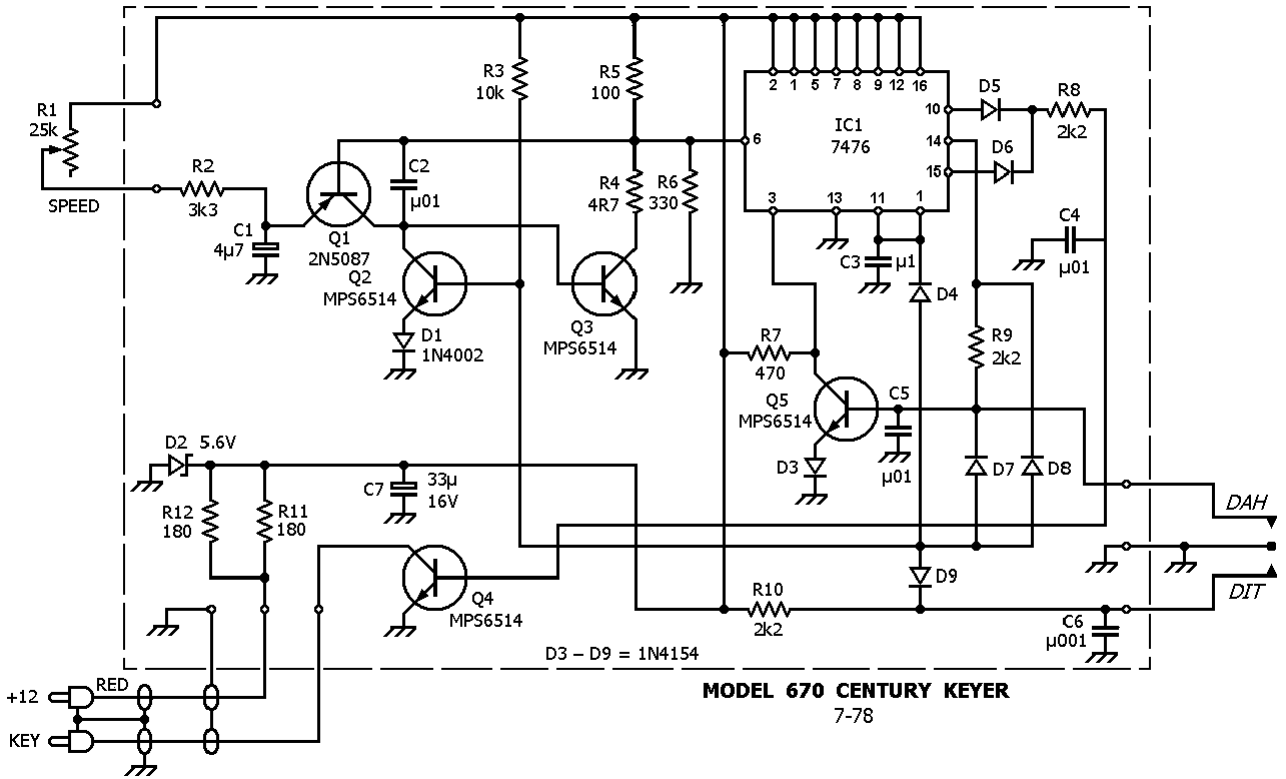 R1
25k
SPEED
R2
3k3
C1
4µ7
Q1
2N5087
C2
µ01
Q2
MPS6514
D1
1N4002
R3
10k
R5
100
R4
4R7
R6
330
Q3
MPS6514
2 1 5 7 8 9 12 16
6
IC1
7476
10
14
15
3 13 11 1
D5
D6
R8
2k2
C3 µ1
D4
C4
µ01
R9
2k2
R7
470
Q5
MPS6514
C5
µ01
D3
D7
D8
D2 5.6V
R12
180
R11
180
C7
33µ
16V
Q4
MPS6514
D9
R10
2k2
C6
µ001
DAH
DIT
D3 – D9 = 1N4154
+12
RED
KEY
MODEL 670 CENTURY KEYER
7-78